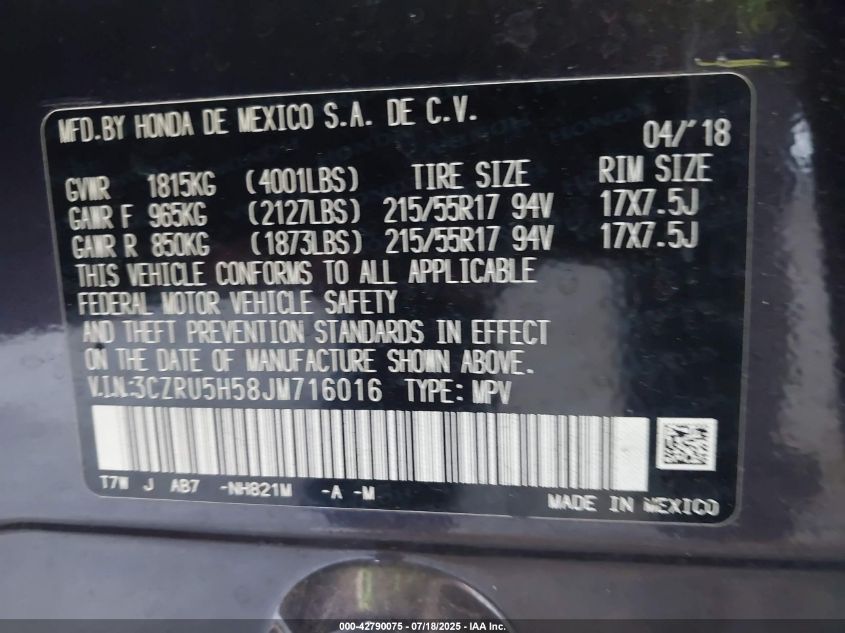 MFD.BY HONDA DE MEXICO S.A. DE C.V.
04/'18
GVWR 1815KG (4001LBS) TIRE SIZE RIM SIZE
GAWR F 965KG (2127LBS) 215/55R17 94V 17X7.5J
GAWR R 850KG (1873LBS) 215/55R17 94V 17X7.5J
THIS VEHICLE CONFORMS TO ALL APPLICABLE
FEDERAL MOTOR VEHICLE SAFETY
AND THEFT PREVENTION STANDARDS IN EFFECT
ON THE DATE OF MANUFACTURE SHOWN ABOVE.
V.I.N.:3CZRU5H58JM716016 TYPE: MPV
T7W J AB7 -NH821M -A -M
MADE IN MEXICO
000-42790075 - 07/18/2025 - IAA Inc.